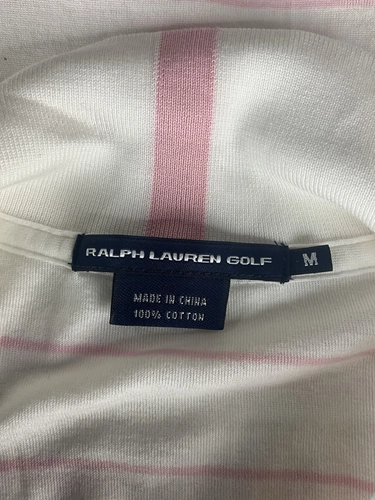 RALPH LAUREN GOLF M
MADE IN CHINA
100% COTTON